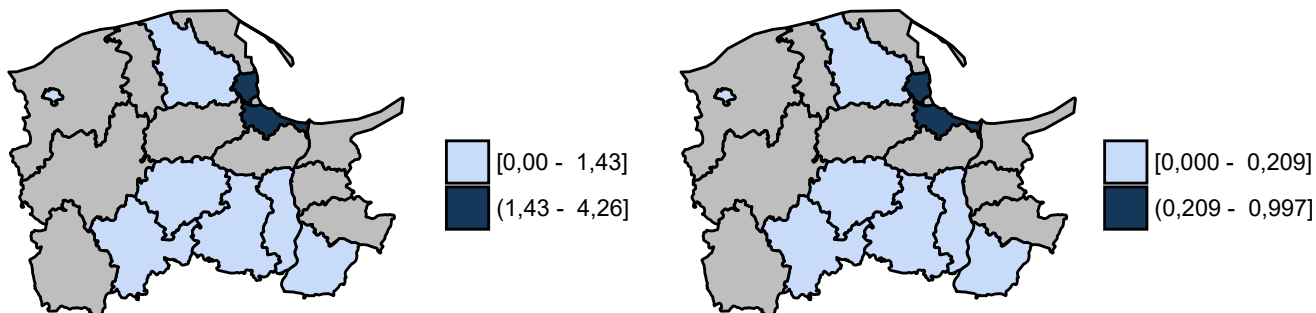 [0,00 - 1,43]
(1,43 - 4,26]
[0,000 - 0,209]
(0,209 - 0,997]